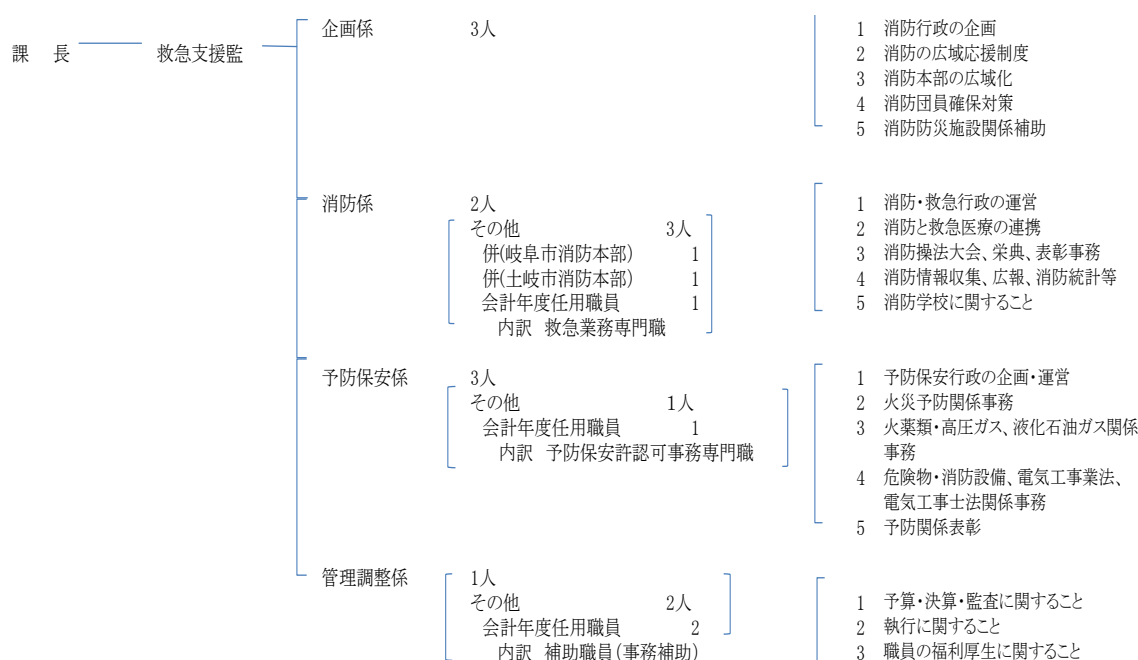 課　長　救急支援監
企画係　3人
1　消防行政の企画
2　消防の広域応援制度
3　消防本部の広域化
4　消防団員確保対策
5　消防防災施設関係補助
消防係　2人
その他　3人
併(岐阜市消防本部)　1
併(土岐市消防本部)　1
会計年度任用職員　1
内訳　救急業務専門職
1　消防・救急行政の運営
2　消防と救急医療の連携
3　消防操法大会、栄典、表彰事務
4　消防情報収集、広報、消防統計等
5　消防学校に関すること
予防保安係　3人
その他　1人
会計年度任用職員　1
内訳　予防保安許認可事務専門職
1　予防保安行政の企画・運営
2　火災予防関係事務
3　火薬類・高圧ガス、液化石油ガス関係
事務
4　危険物・消防設備、電気工事業法、
電気工事士法関係事務
5　予防関係表彰
管理調整係　1人
その他　2人
会計年度任用職員　2
内訳　補助職員(事務補助)
1　予算・決算・監査に関すること
2　執行に関すること
3　職員の福利厚生に関すること